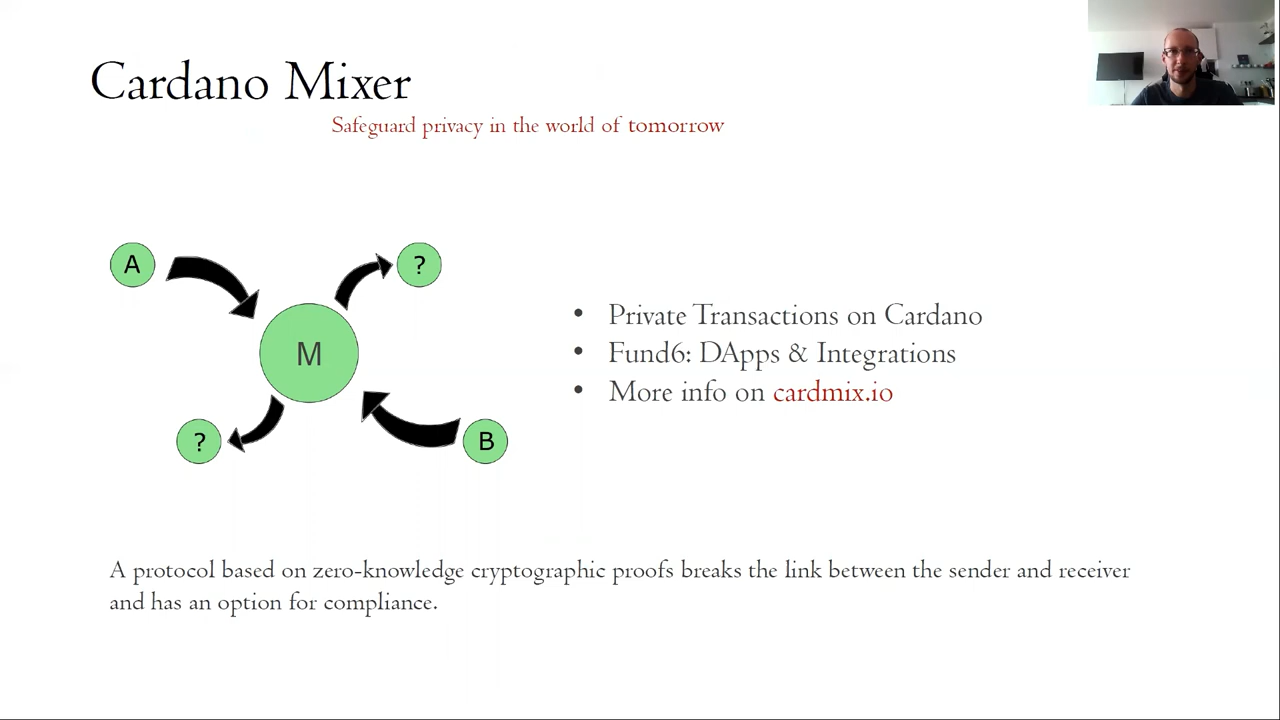 Cardano Mixer
Safeguard privacy in the world of tomorrow
A
?
M
?
B
• Private Transactions on Cardano
• Fund6: DApps & Integrations
• More info on cardmix.io
A protocol based on zero-knowledge cryptographic proofs breaks the link between the sender and receiver
and has an option for compliance.